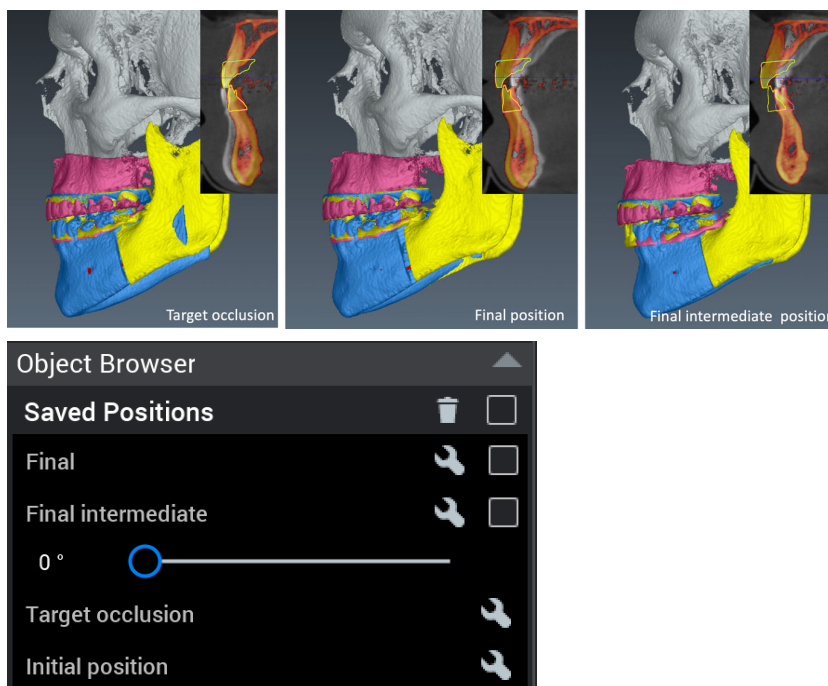 Target occlusion
Final position
Final intermediate position
Object Browser
Saved Positions
Final
Final intermediate
0 °
Target occlusion
Initial position